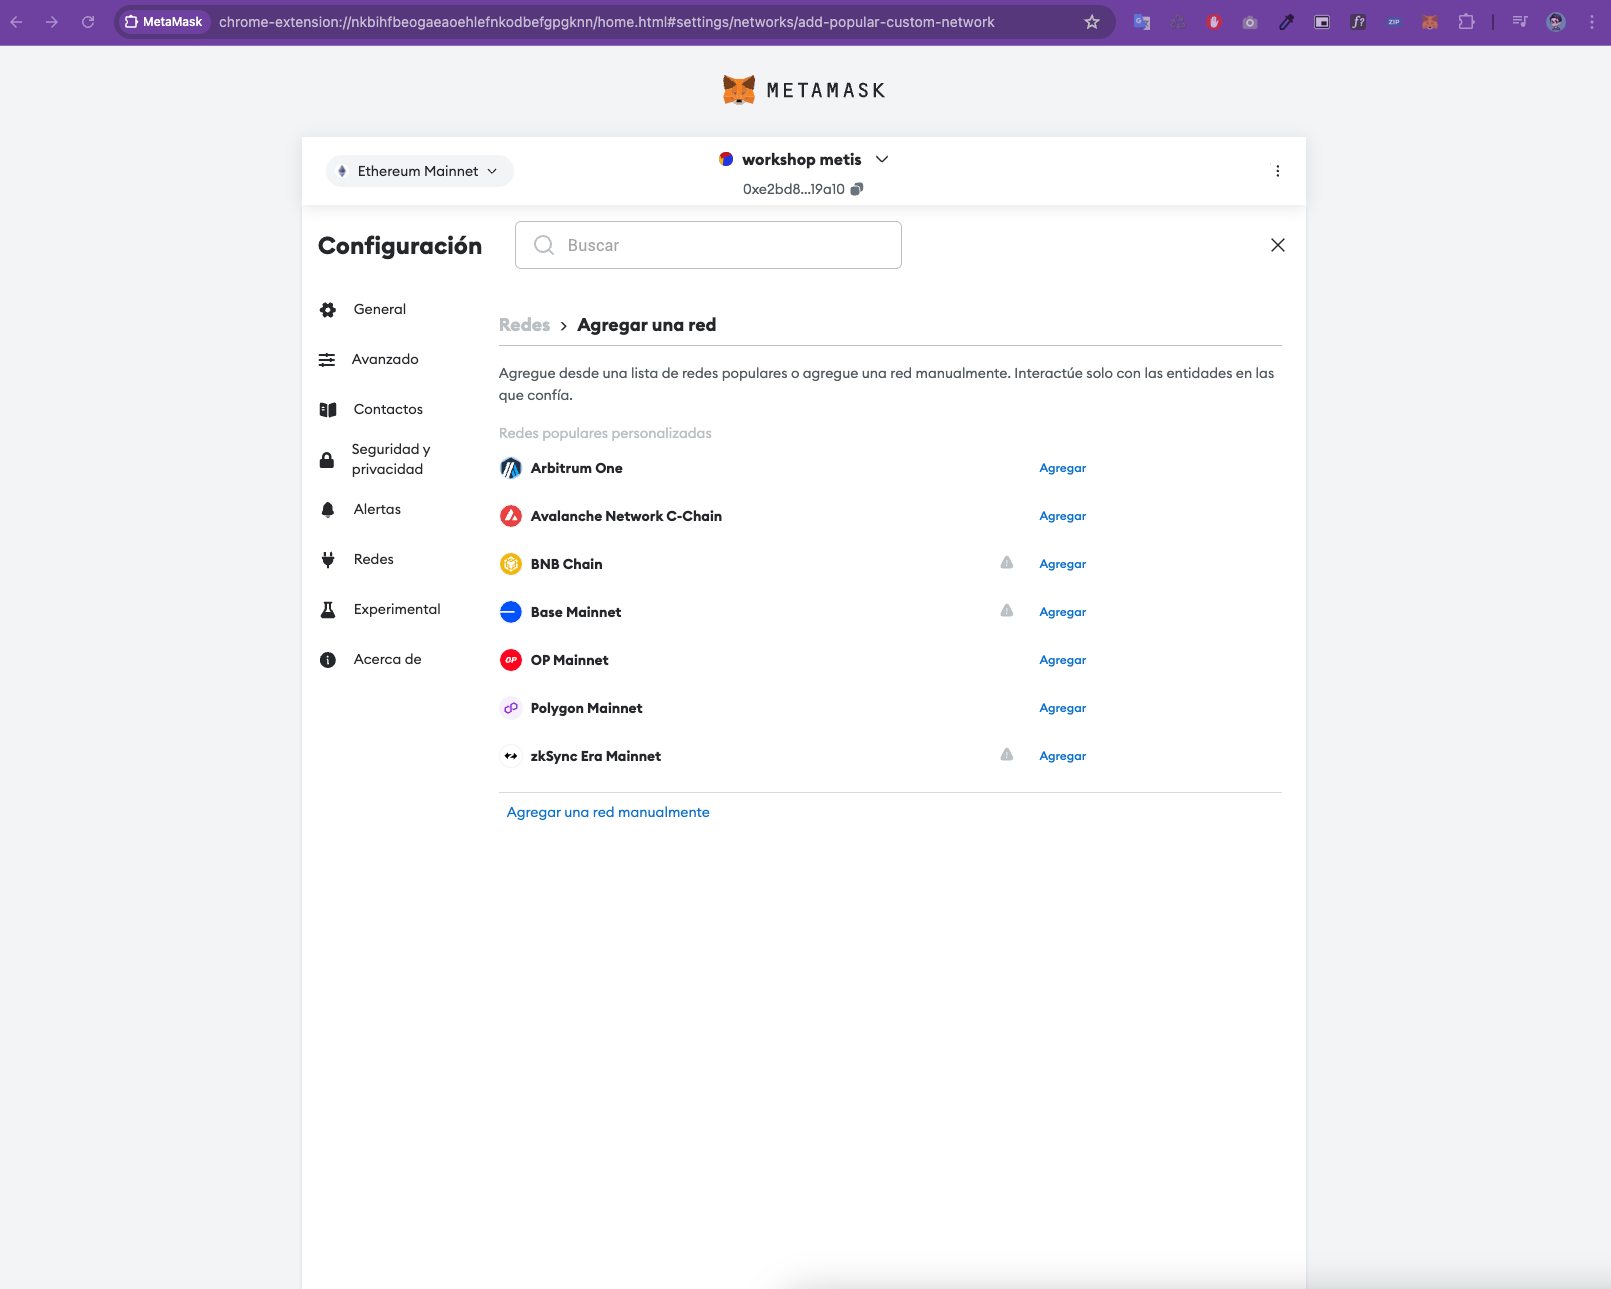 MetaMask
chrome-extension://nkbihfbeogaeaoehlefnkodbefgpgknn/home.html#settings/networks/add-popular-custom-network
f?
ZIP
METAMASK
Ethereum Mainnet
workshop metis
0xe2bd8...19a10
Configuración
Buscar
General
Avanzado
Contactos
Seguridad y
privacidad
Alertas
Redes
Experimental
Acerca de
Redes > Agregar una red
Agregue desde una lista de redes populares o agregue una red manualmente. Interactúe solo con las entidades en las
que confía.
Redes populares personalizadas
Arbitrum One Agregar
Avalanche Network C-Chain Agregar
BNB Chain Agregar
Base Mainnet Agregar
OP OP Mainnet Agregar
Polygon Mainnet Agregar
zkSync Era Mainnet Agregar
Agregar una red manualmente